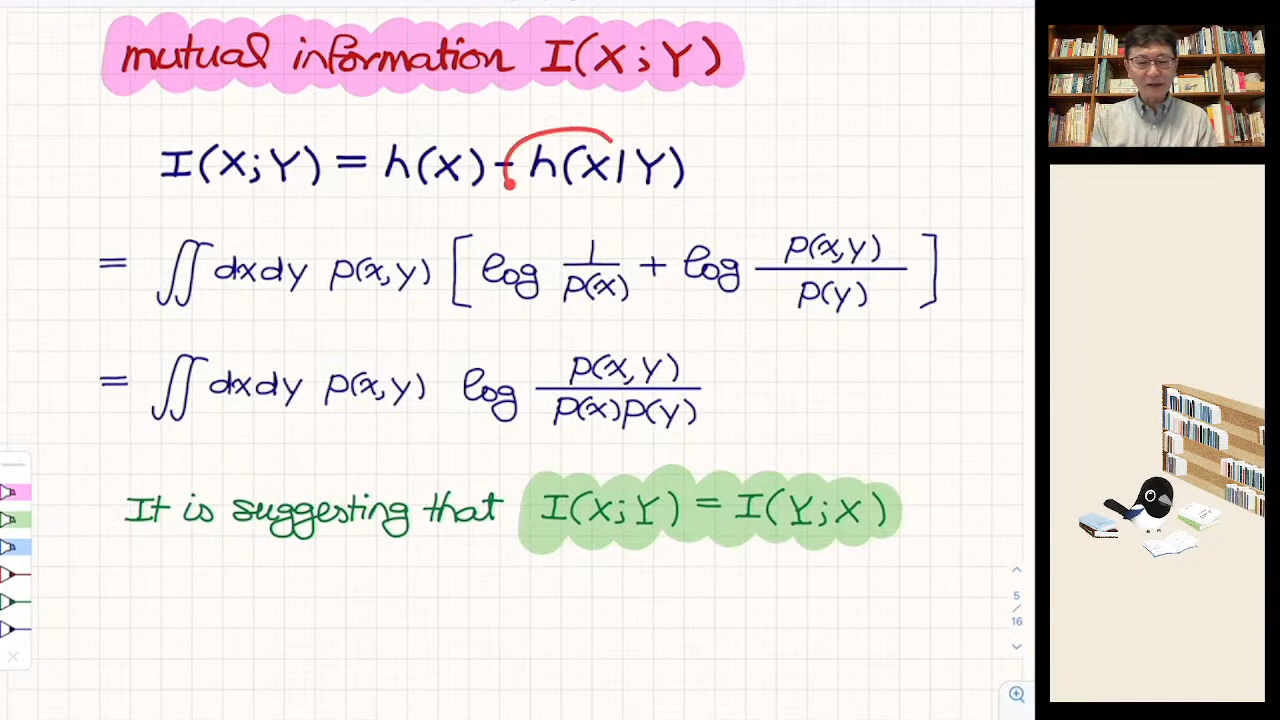 mutual information I(X;Y)
I(X;Y) = h(X) - h(X|Y)
= ∬ dxdy p(x,y) [ log 1/p(x) + log p(x,y)/p(y) ]
= ∬ dxdy p(x,y) log p(x,y)/p(x)p(y)
It is suggesting that I(X;Y) = I(Y;X)
5
/
16